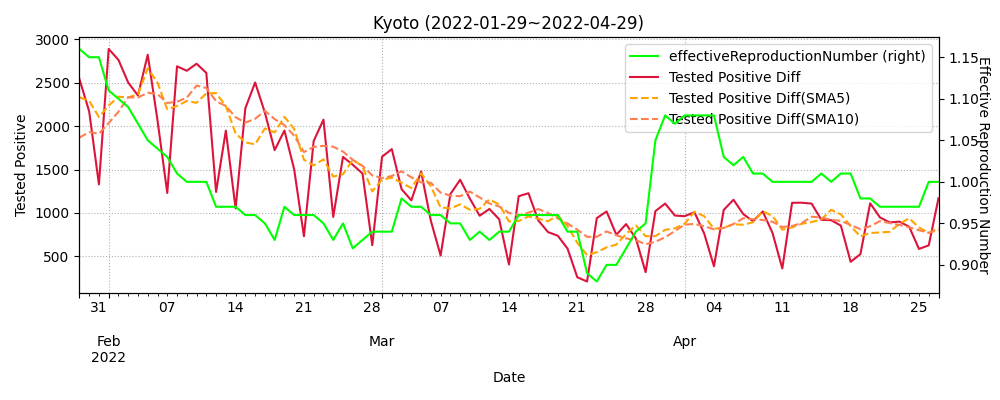 Kyoto (2022-01-29~2022-04-29)
effectiveReproductionNumber (right)
Tested Positive Diff
Tested Positive Diff(SMA5)
Tested Positive Diff(SMA10)
Tested Positive
3000
2500
2000
1500
1000
500
1.15
1.10
1.05
1.00
0.95
0.90
Effective Reproduction Number
31 07 14 21 28 07 14 21 28 04 11 18 25
Feb Mar Apr
2022
Date